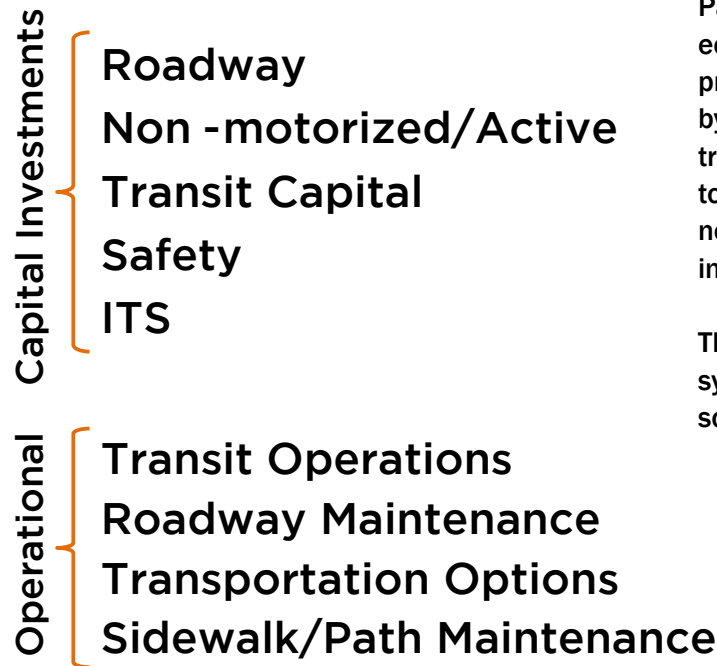 Capital Investments
Roadway
Non -motorized/Active
Transit Capital
Safety
ITS
Operational
Transit Operations
Roadway Maintenance
Transportation Options
Sidewalk/Path Maintenance